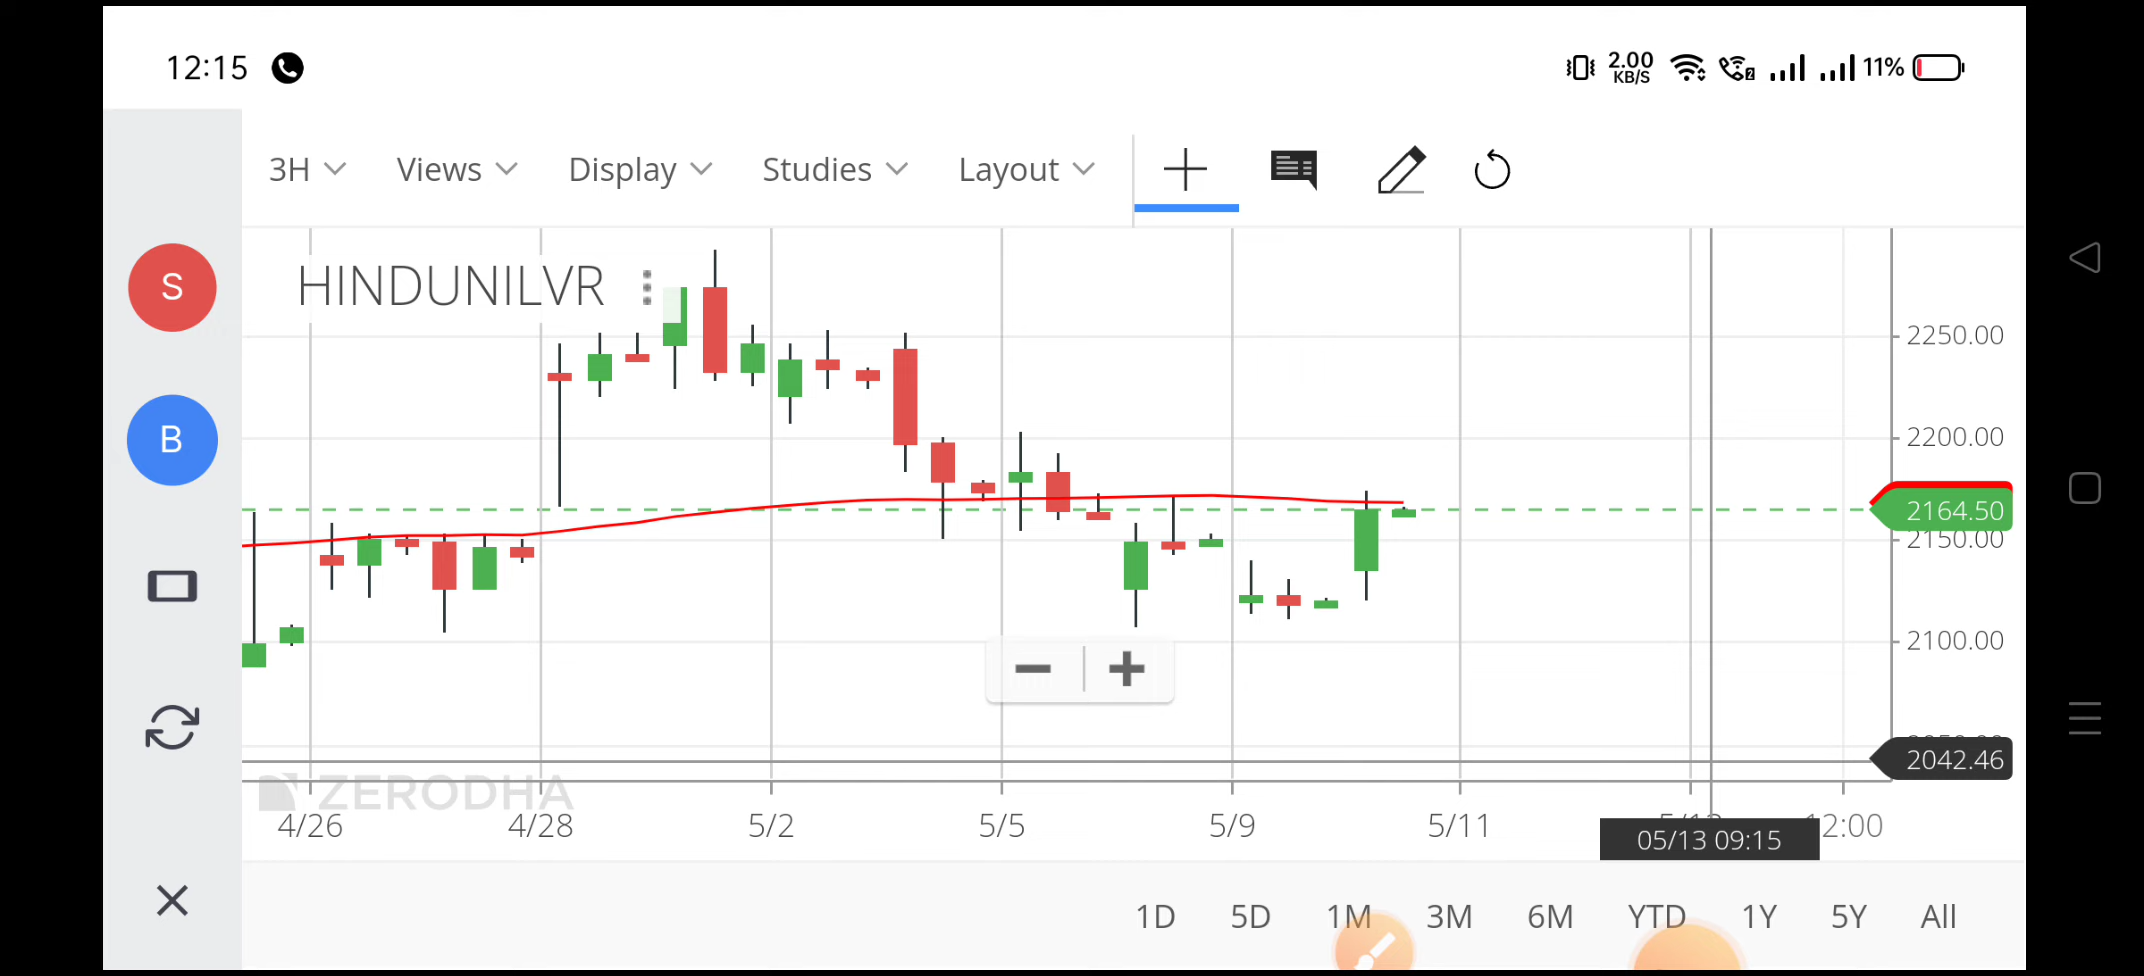 12:15 2.00 KB/S 2 11%
3H Views Display Studies Layout
HINDUNILVR
S
B
2250.00
2200.00
2164.50
2150.00
2100.00
2042.46
ZERODHA
4/26 4/28 5/2 5/5 5/9 5/11 12:00
05/13 09:15
1D 5D 1M 3M 6M YTD 1Y 5Y All